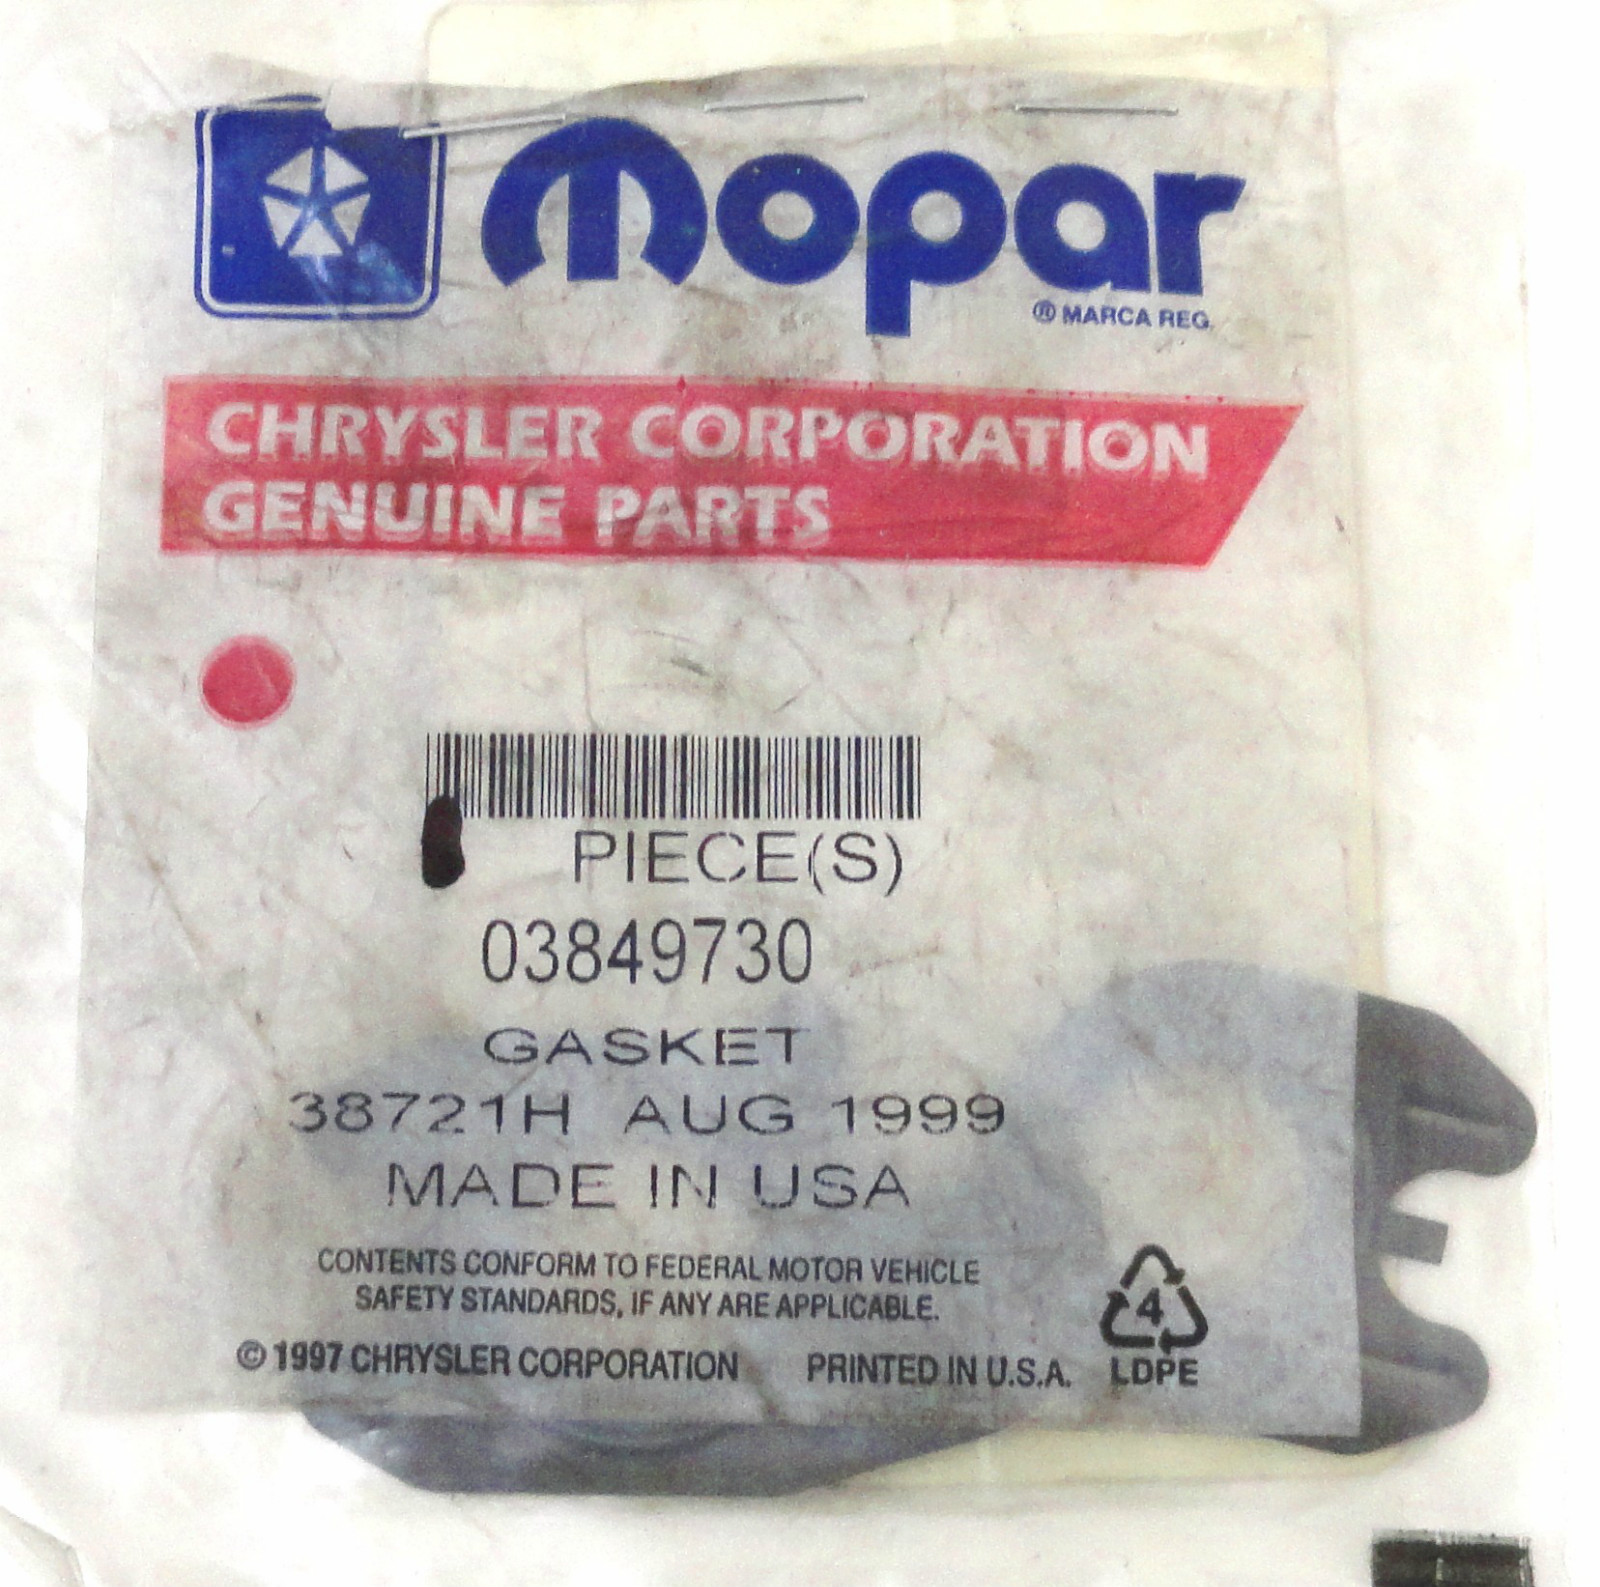 mopar
® MARCA REG.
CHRYSLER CORPORATION
GENUINE PARTS
PIECE(S)
03849730
GASKET
38721H AUG 1999
MADE IN USA
CONTENTS CONFORM TO FEDERAL MOTOR VEHICLE
SAFETY STANDARDS, IF ANY ARE APPLICABLE.
© 1997 CHRYSLER CORPORATION PRINTED IN U.S.A.
4
LDPE